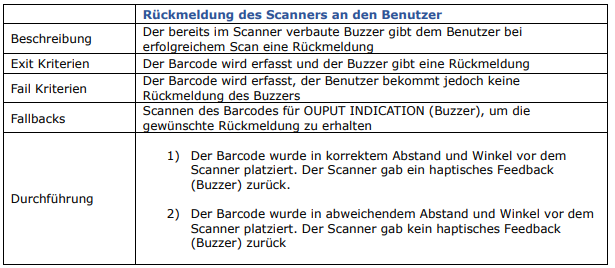 Rückmeldung des Scanners an den Benutzer
Beschreibung
Der bereits im Scanner verbaute Buzzer gibt dem Benutzer bei
erfolgreichem Scan eine Rückmeldung
Exit Kriterien
Der Barcode wird erfasst und der Buzzer gibt eine Rückmeldung
Fail Kriterien
Der Barcode wird erfasst, der Benutzer bekommt jedoch keine
Rückmeldung des Buzzers
Fallbacks
Scannen des Barcodes für OUPUT INDICATION (Buzzer), um die
gewünschte Rückmeldung zu erhalten
Durchführung
1) Der Barcode wurde in korrektem Abstand und Winkel vor dem
Scanner platziert. Der Scanner gab ein haptisches Feedback
(Buzzer) zurück.
2) Der Barcode wurde in abweichendem Abstand und Winkel vor dem
Scanner platziert. Der Scanner gab kein haptisches Feedback
(Buzzer) zurück